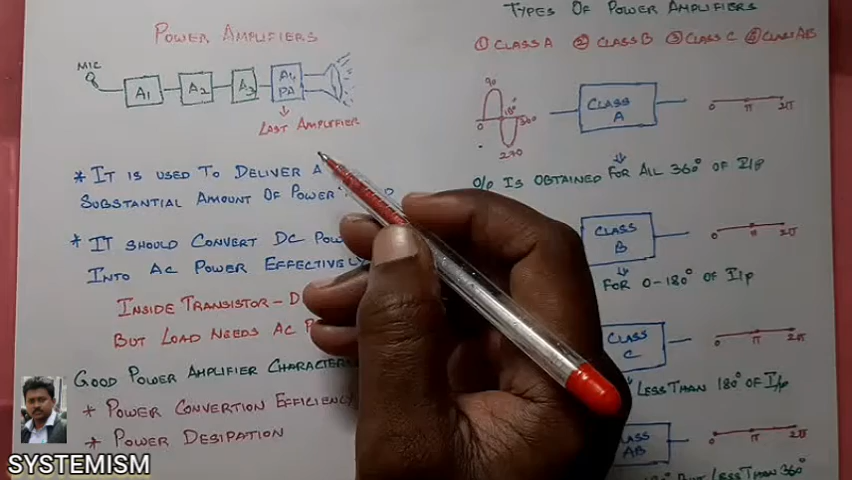 POWER AMPLIFIERS
MIC
A1
A2
A3
A4
PA
LAST AMPLIFIER
* IT IS USED TO DELIVER A
SUBSTANTIAL AMOUNT OF POWER
* IT SHOULD CONVERT DC
INTO AC POWER EFFECTIVELY
INSIDE TRANSISTOR -
BUT LOAD NEEDS AC
GOOD POWER AMPLIFIER
* POWER CONVERTION EFFICIENCY
* POWER DESIPATION
SYSTEMISM
TYPES OF POWER AMPLIFIERS
① CLASS A ② CLASS B ③ CLASS C ④ CLASS AB
90
0
180°
360°
270
CLASS
A
0 π 2π
O/P IS OBTAINED FOR ALL 360° OF I/P
CLASS
B
0 π 2π
FOR 0-180° OF I/P
CLASS
C
0 π 2π
LESS THAN 180° OF I/P
CLASS
AB
0 π 2π
LESS THAN 360°